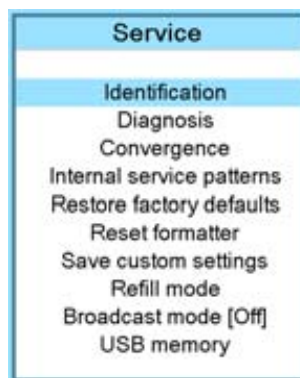 Service
Identification
Diagnosis
Convergence
Internal service patterns
Restore factory defaults
Reset formatter
Save custom settings
Refill mode
Broadcast mode [Off]
USB memory